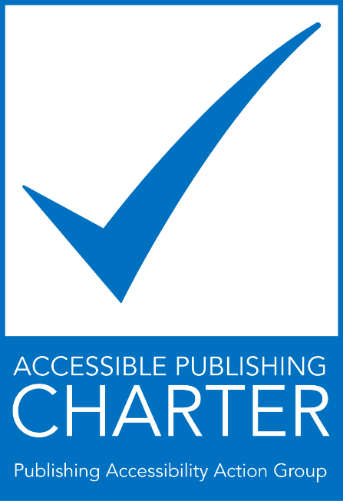 ACCESSIBLE PUBLISHING
CHARTER
Publishing Accessibility Action Group